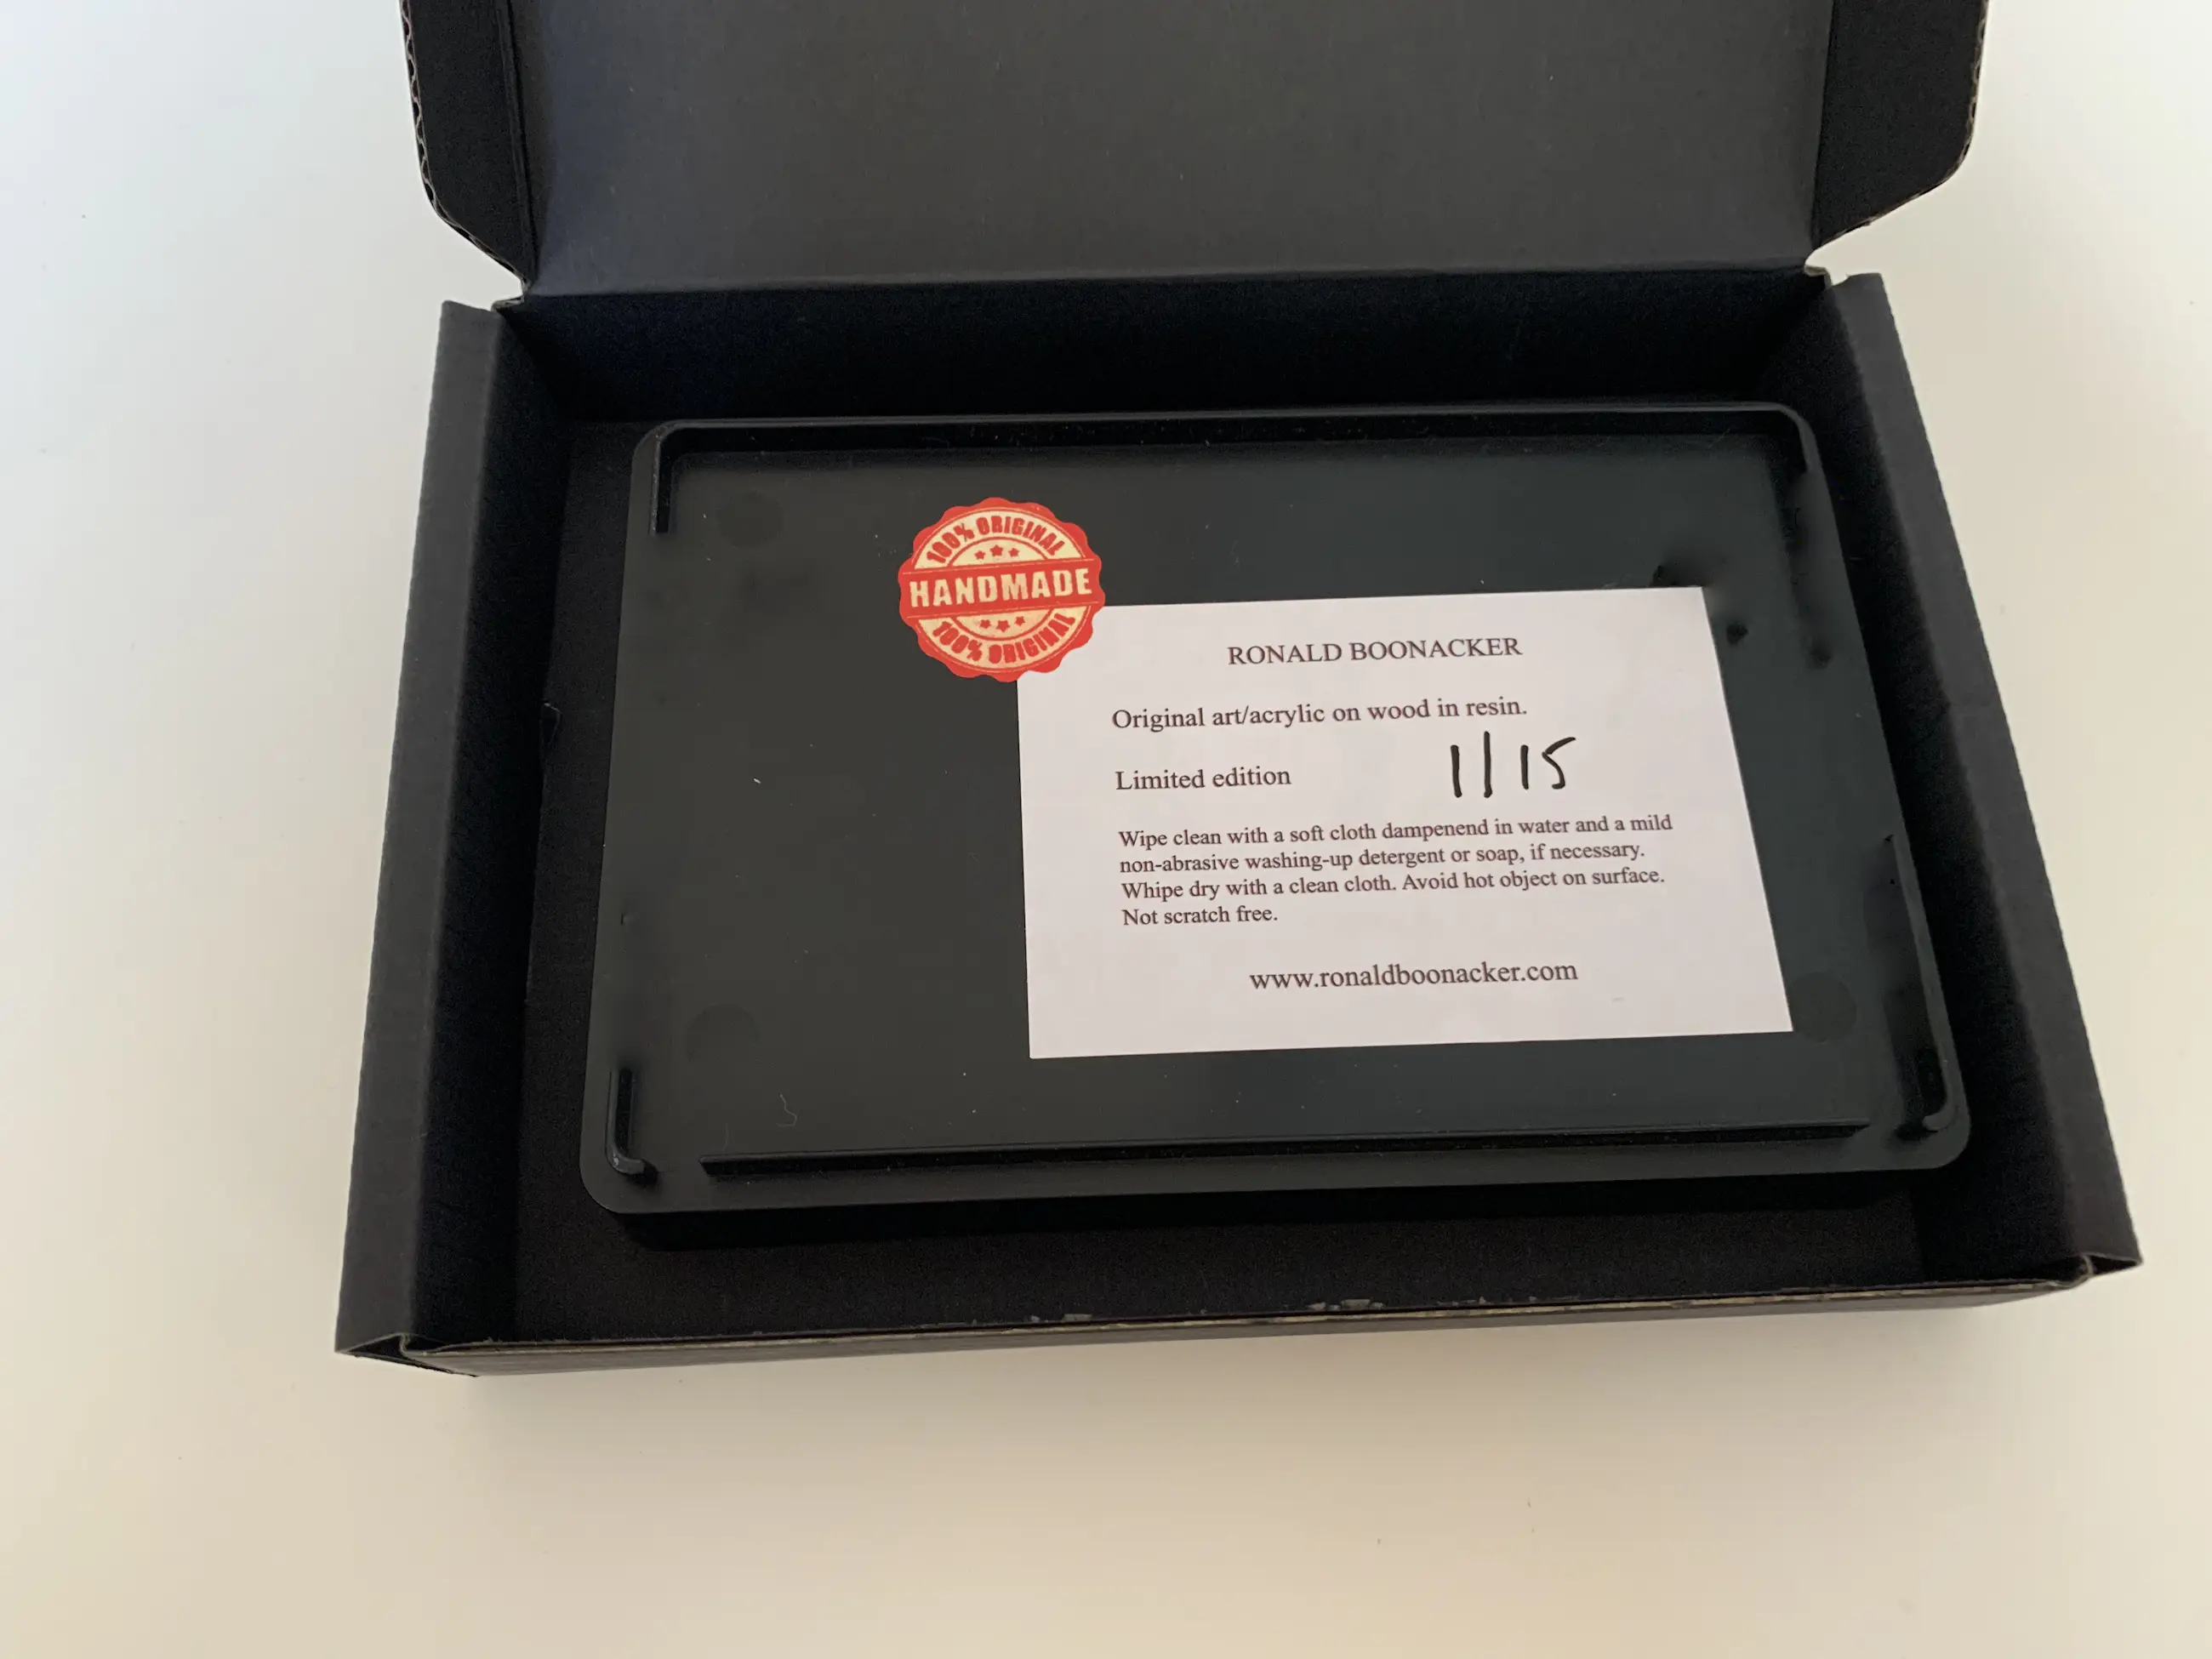 100% ORIGINAL
HANDMADE
100% ORIGINAL
RONALD BOONACKER
Original art/acrylic on wood in resin.
Limited edition 1/15
Wipe clean with a soft cloth dampenend in water and a mild
non-abrasive washing-up detergent or soap, if necessary.
Whipe dry with a clean cloth. Avoid hot object on surface.
Not scratch free.
www.ronaldboonacker.com